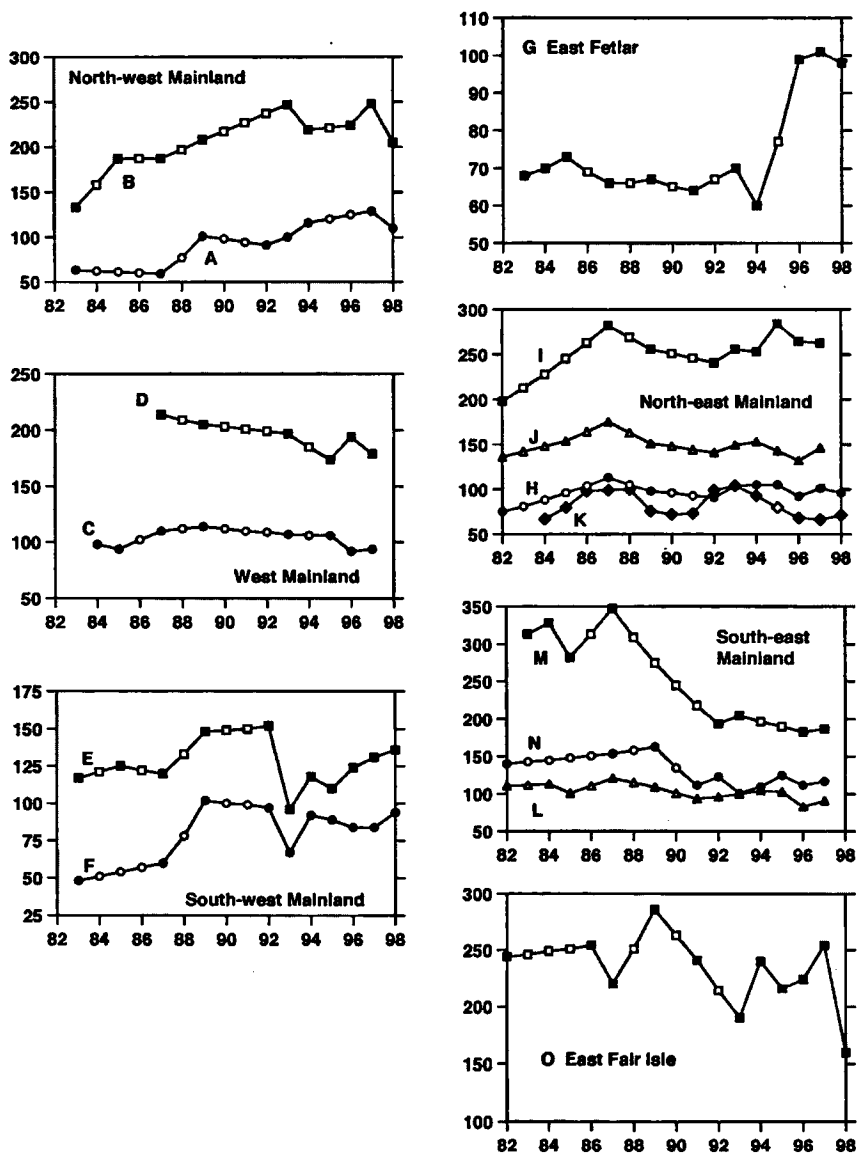 300
North-west Mainland
250
200
B
150
100
A
50
82 84 86 88 90 92 94 96 98
250
D
200
150
C
100
West Mainland
50
82 84 86 88 90 92 94 96 98
175
150
E
125
100
75
F
50
South-west Mainland
25
82 84 86 88 90 92 94 96 98
110
G East Fetlar
100
90
80
70
60
50
82 84 86 88 90 92 94 96 98
300
I
250
200
North-east Mainland
J
150
H
100
K
50
82 84 86 88 90 92 94 96 98
350
South-east
Mainland
300
M
250
200
N
150
100
L
50
82 84 86 88 90 92 94 96 98
300
250
200
150
O East Fair Isle
100
82 84 86 88 90 92 94 96 98